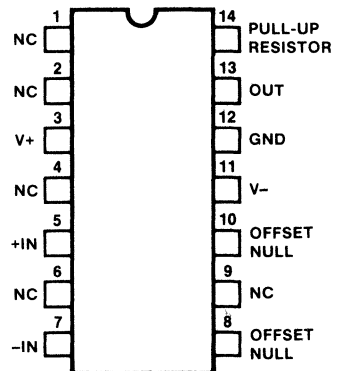 1
NC
2
NC
3
V+
4
NC
5
+IN
6
NC
7
–IN
14
PULL-UP
RESISTOR
13
OUT
12
GND
11
V–
10
OFFSET
NULL
9
NC
8
OFFSET
NULL